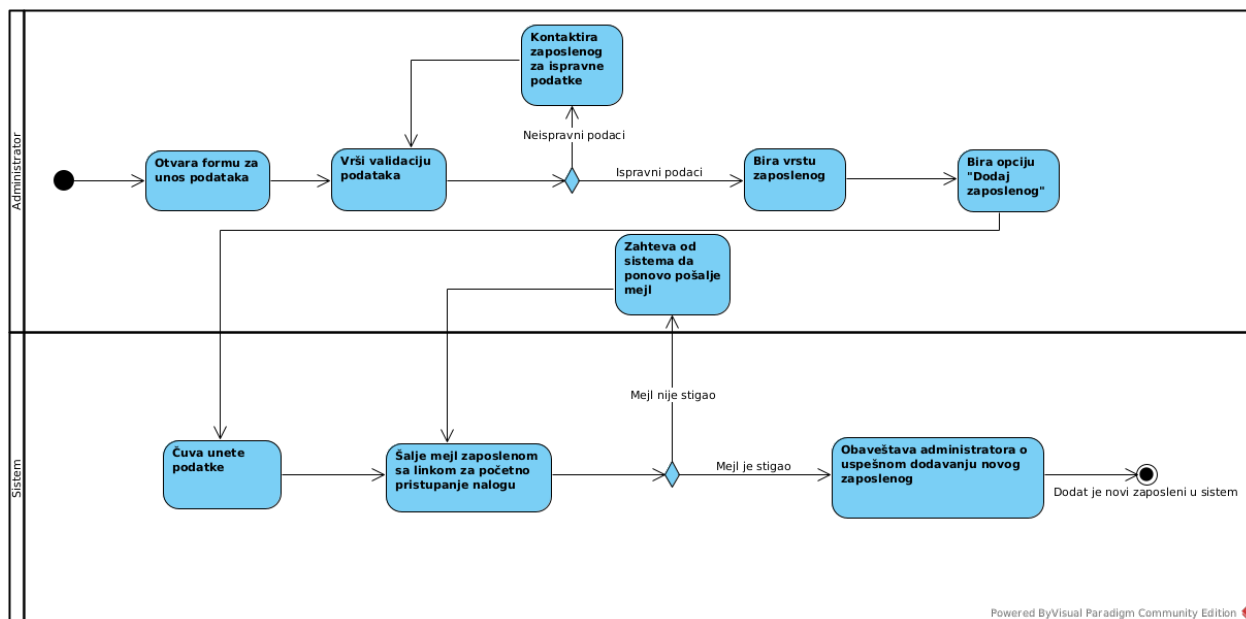 Administrator
Kontaktira
zaposlenog
za ispravne
podatke
Neispravni podaci
Otvara formu za
unos podataka
Vrši validaciju
podataka
Ispravni podaci
Bira vrstu
zaposlenog
Bira opciju
"Dodaj
zaposlenog"
Zahteva od
sistema da
ponovo pošalje
mejl
Sistem
Mejl nije stigao
Čuva unete
podatke
Šalje mejl zaposlenom
sa linkom za početno
pristupanje nalogu
Mejl je stigao
Obaveštava administratora o
uspešnom dodavanju novog
zaposlenog
Dodat je novi zaposleni u sistem
Powered ByVisual Paradigm Community Edition